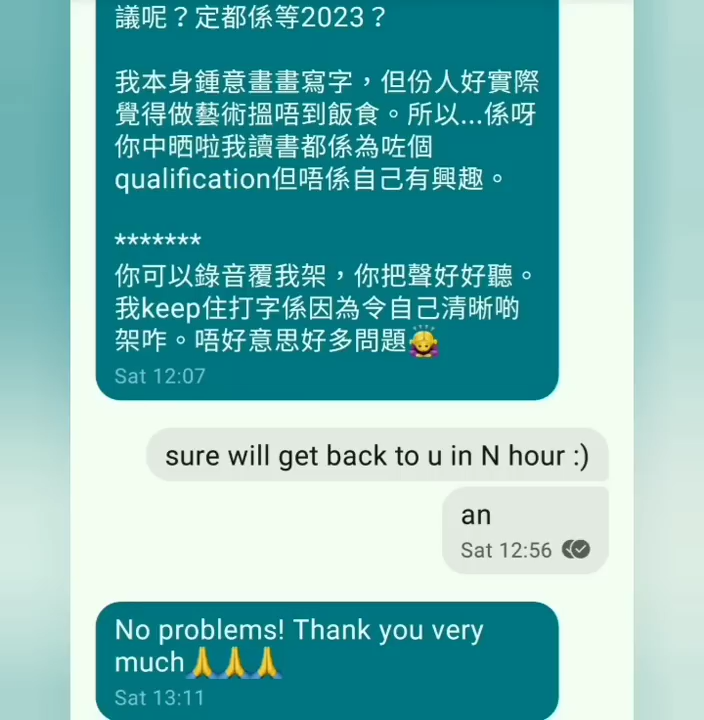 議呢？定都係等2023？
我本身鍾意畫畫寫字，但份人好實際
覺得做藝術搵唔到飯食。所以...係呀
你中晒啦我讀書都係為咗個
qualification但唔係自己有興趣。
*******
你可以錄音覆我架，你把聲好好聽。
我keep住打字係因為令自己清晰啲
架咋。唔好意思好多問題🙇
Sat 12:07
sure will get back to u in N hour :)
an
Sat 12:56
No problems! Thank you very
much🙏🙏🙏
Sat 13:11